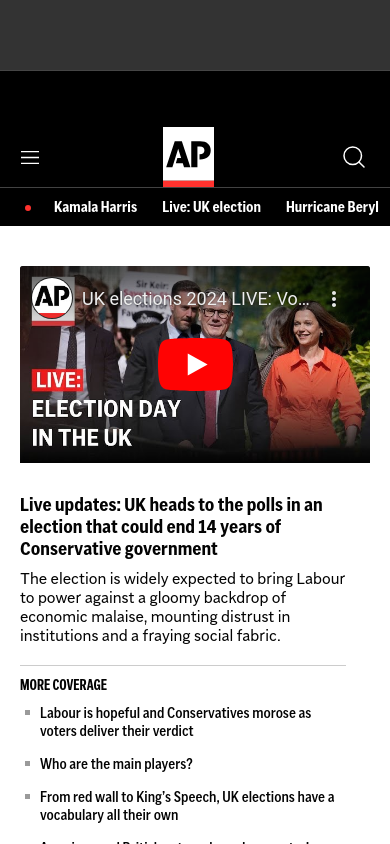 AP
Kamala Harris Live: UK election Hurricane Beryl
AP
UK elections 2024 LIVE: Vo...
Sir Keir:
LIVE:
ELECTION DAY
IN THE UK
Live updates: UK heads to the polls in an
election that could end 14 years of
Conservative government
The election is widely expected to bring Labour
to power against a gloomy backdrop of
economic malaise, mounting distrust in
institutions and a fraying social fabric.
MORE COVERAGE
Labour is hopeful and Conservatives morose as
voters deliver their verdict
Who are the main players?
From red wall to King’s Speech, UK elections have a
vocabulary all their own